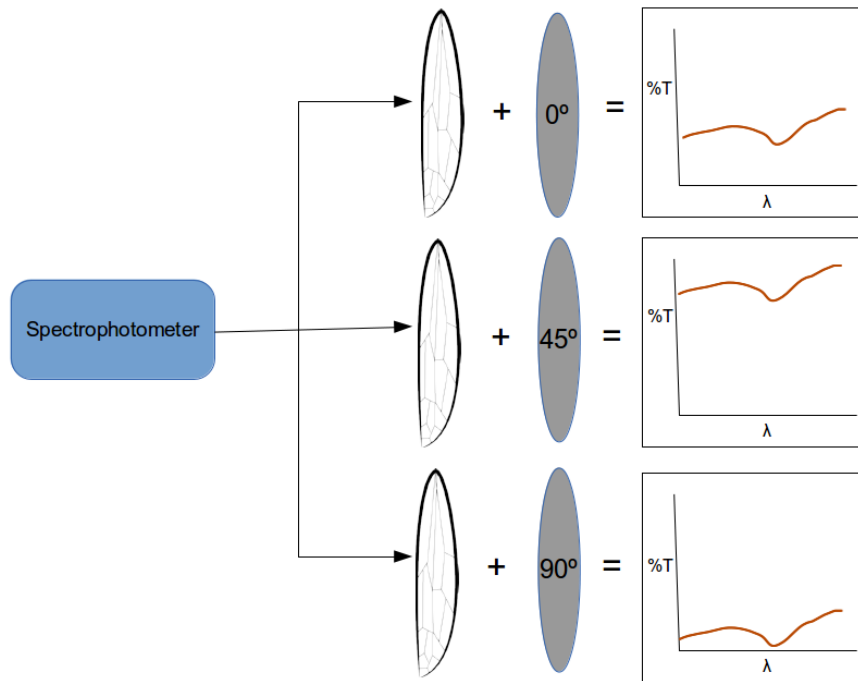 +
0º
=
%T
λ
Spectrophotometer
+
45º
=
%T
λ
+
90º
=
%T
λ